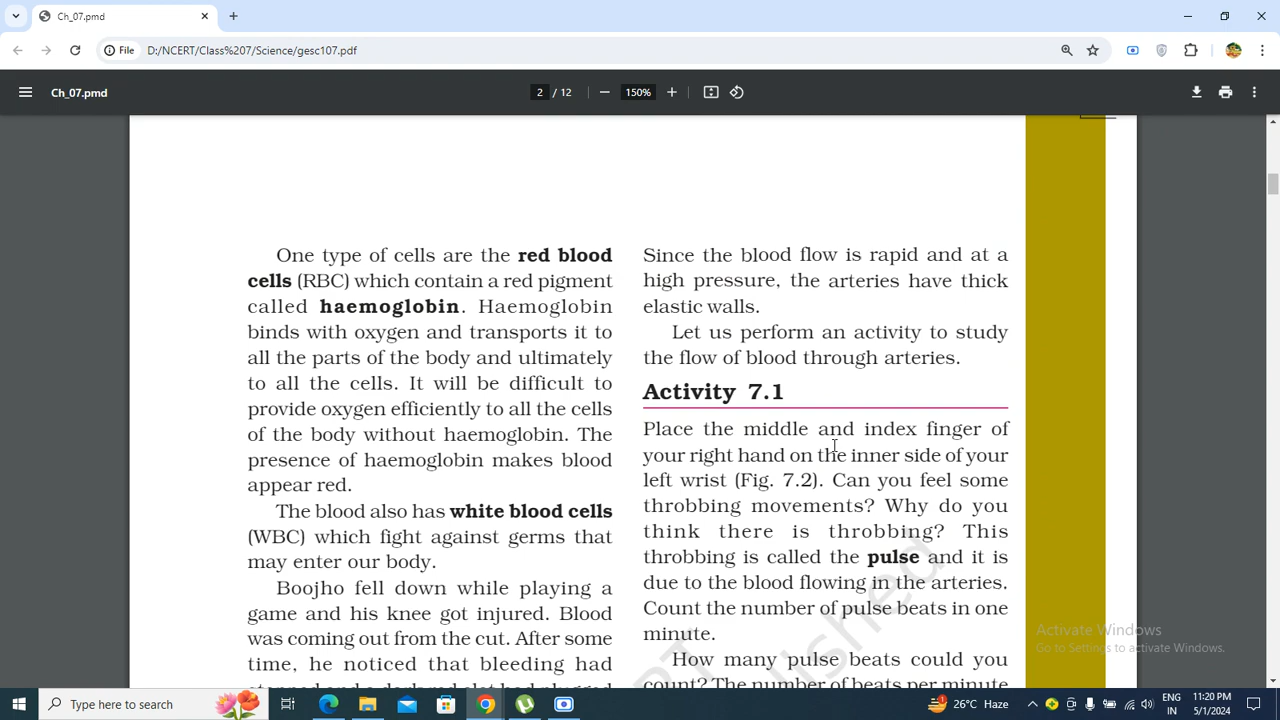 Ch_07.pmd
File
D:/NCERT/Class%207/Science/gesc107.pdf
Ch_07.pmd
2 / 12
150%
One type of cells are the red blood
cells (RBC) which contain a red pigment
called haemoglobin. Haemoglobin
binds with oxygen and transports it to
all the parts of the body and ultimately
to all the cells. It will be difficult to
provide oxygen efficiently to all the cells
of the body without haemoglobin. The
presence of haemoglobin makes blood
appear red.
The blood also has white blood cells
(WBC) which fight against germs that
may enter our body.
Boojho fell down while playing a
game and his knee got injured. Blood
was coming out from the cut. After some
time, he noticed that bleeding had
Since the blood flow is rapid and at a
high pressure, the arteries have thick
elastic walls.
Let us perform an activity to study
the flow of blood through arteries.
Activity 7.1
Place the middle and index finger of
your right hand on the inner side of your
left wrist (Fig. 7.2). Can you feel some
throbbing movements? Why do you
think there is throbbing? This
throbbing is called the pulse and it is
due to the blood flowing in the arteries.
Count the number of pulse beats in one
minute.
How many pulse beats could you
count? The number of beats per minute
Activate Windows
Go to Settings to activate Windows.
Type here to search
26°C Haze
ENG
IN
11:20 PM
5/1/2024